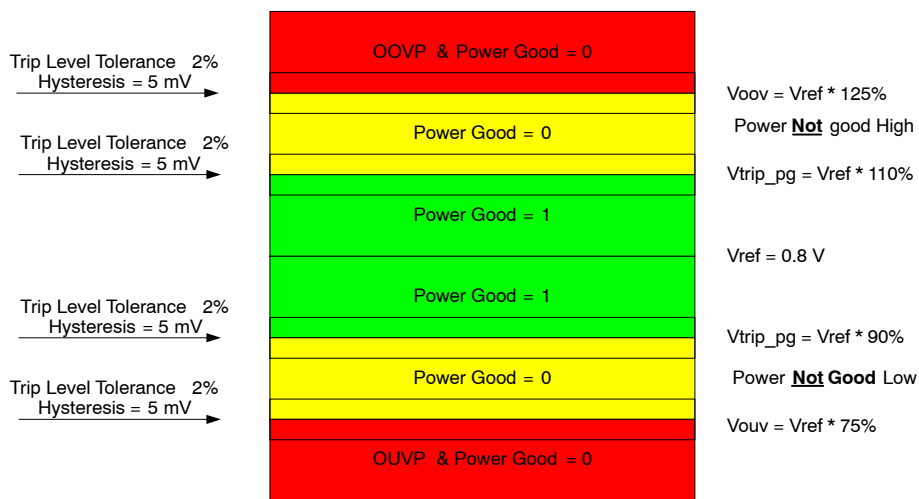 OOVP & Power Good = 0
Trip Level Tolerance 2%
Hysteresis = 5 mV
Voov = Vref * 125%
Power Good = 0
Power Not good High
Trip Level Tolerance 2%
Hysteresis = 5 mV
Vtrip_pg = Vref * 110%
Power Good = 1
Vref = 0.8 V
Power Good = 1
Trip Level Tolerance 2%
Hysteresis = 5 mV
Vtrip_pg = Vref * 90%
Power Good = 0
Power Not Good Low
Trip Level Tolerance 2%
Hysteresis = 5 mV
Vouv = Vref * 75%
OUVP & Power Good = 0